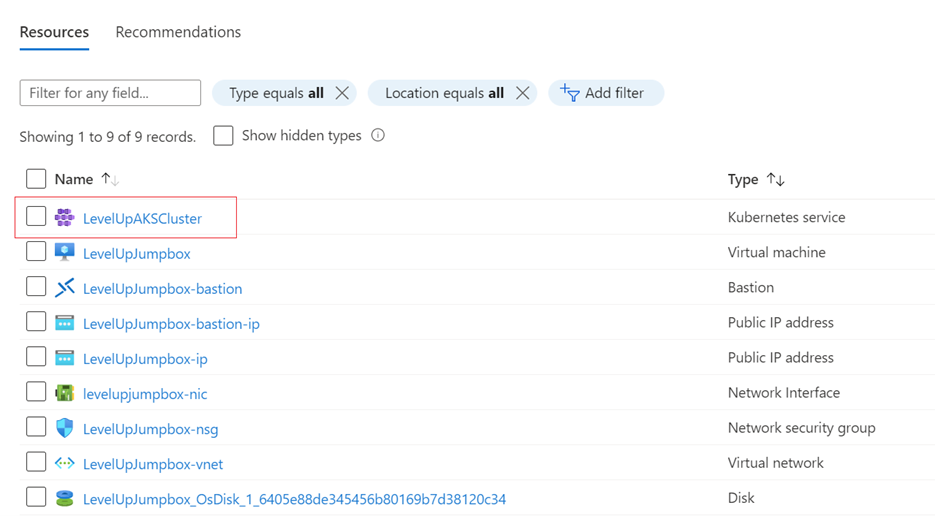 Resources Recommendations
Filter for any field... Type equals all Location equals all Add filter
Showing 1 to 9 of 9 records. Show hidden types
Name Type
LevelUpAKSCluster Kubernetes service
LevelUpJumpbox Virtual machine
LevelUpJumpbox-bastion Bastion
LevelUpJumpbox-bastion-ip Public IP address
LevelUpJumpbox-ip Public IP address
levelupjumpbox-nic Network Interface
LevelUpJumpbox-nsg Network security group
LevelUpJumpbox-vnet Virtual network
LevelUpJumpbox_OsDisk_1_6405e88de345456b80169b7d38120c34 Disk